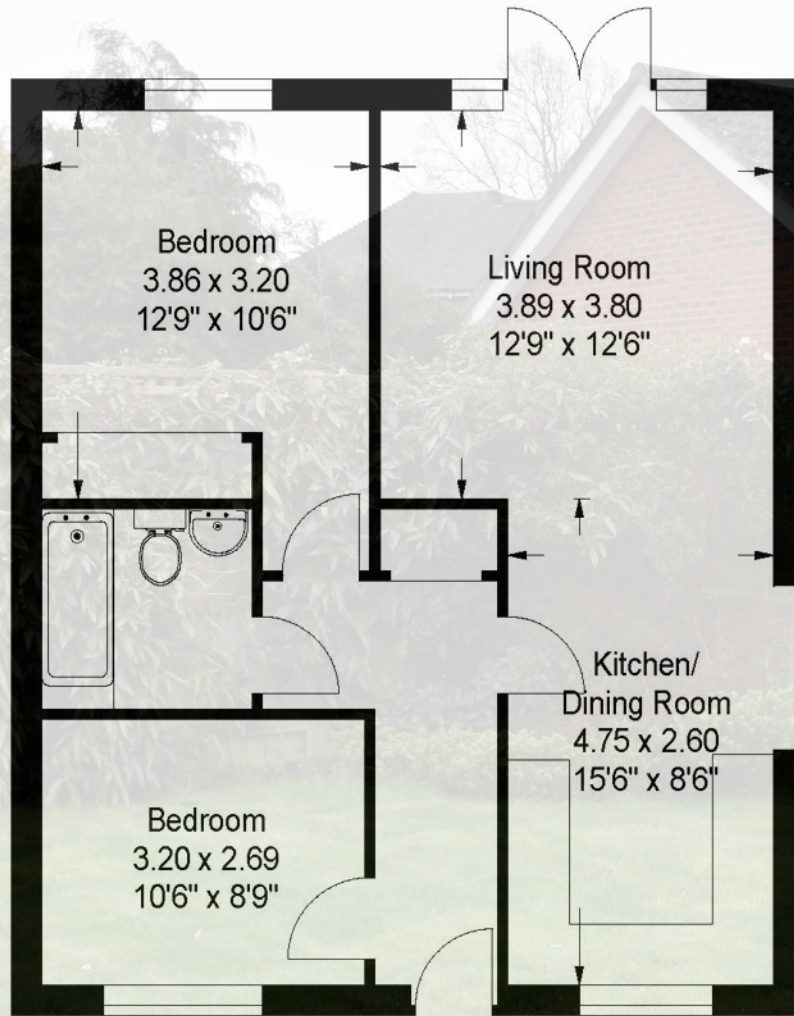 Bedroom
3.86 x 3.20
12'9" x 10'6"
Living Room
3.89 x 3.80
12'9" x 12'6"
Kitchen/
Dining Room
4.75 x 2.60
15'6" x 8'6"
Bedroom
3.20 x 2.69
10'6" x 8'9"